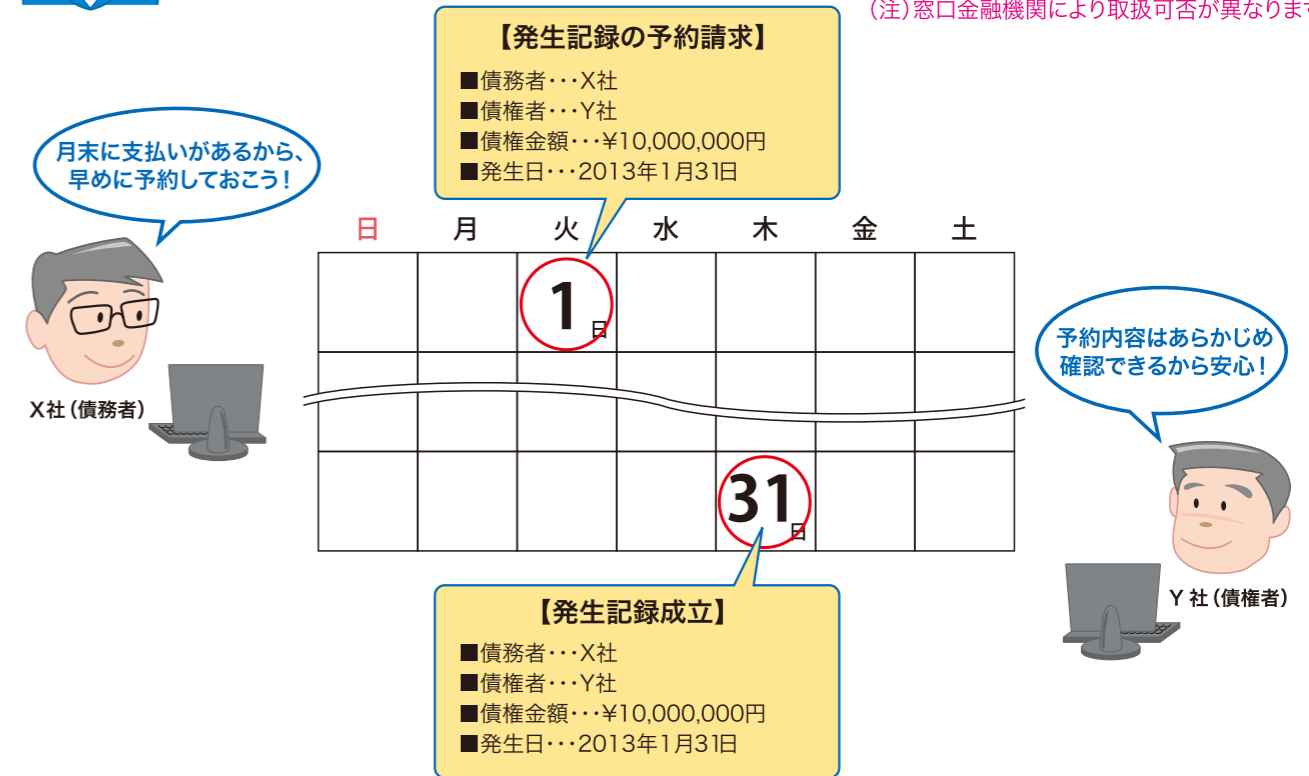 (注)窓口金融機関により取扱可否が異なります
【発生記録の予約請求】
■債務者・・・X社
■債権者・・・Y社
■債権金額・・・¥10,000,000円
■発生日・・・2013年1月31日
月末に支払いがあるから、
早めに予約しておこう!
日 月 火 水 木 金 土
1日
X社(債務者)
予約内容はあらかじめ
確認できるから安心!
31日
Y社(債権者)
【発生記録成立】
■債務者・・・X社
■債権者・・・Y社
■債権金額・・・¥10,000,000円
■発生日・・・2013年1月31日